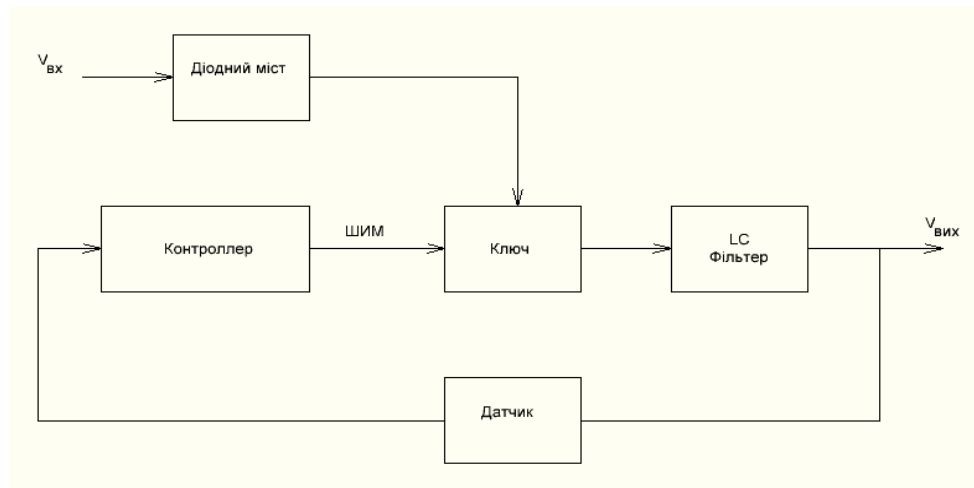 Vвх
Діодний міст
Контроллер
ШИМ
Ключ
LC
Фільтер
Vвих
Датчик